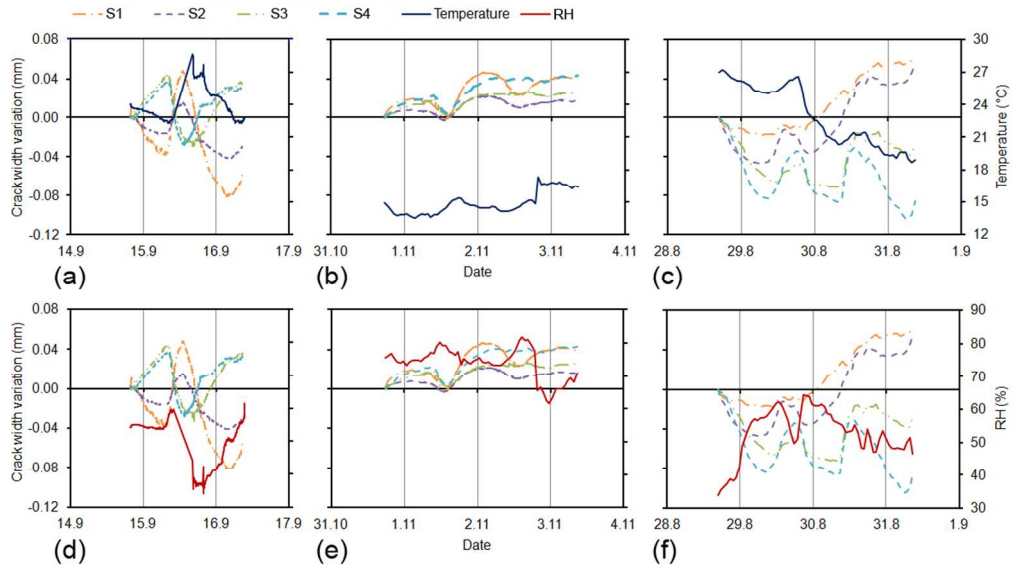 S1 S2 S3 S4 Temperature RH
Crackwidth variation (mm)
0.08
0.04
0.00
-0.04
-0.08
-0.12
14.9 15.9 16.9 17.9
(a)
31.10 1.11 2.11 3.11 4.11
Date
(b)
28.8 29.8 30.8 31.8 1.9
(c)
30
27
24
21
18
15
12
Temperature (°C)
Crackwidth variation (mm)
0.08
0.04
0.00
-0.04
-0.08
-0.12
14.9 15.9 16.9 17.9
(d)
31.10 1.11 2.11 3.11 4.11
Date
(e)
28.8 29.8 30.8 31.8 1.9
(f)
90
80
70
60
50
40
30
RH (%)